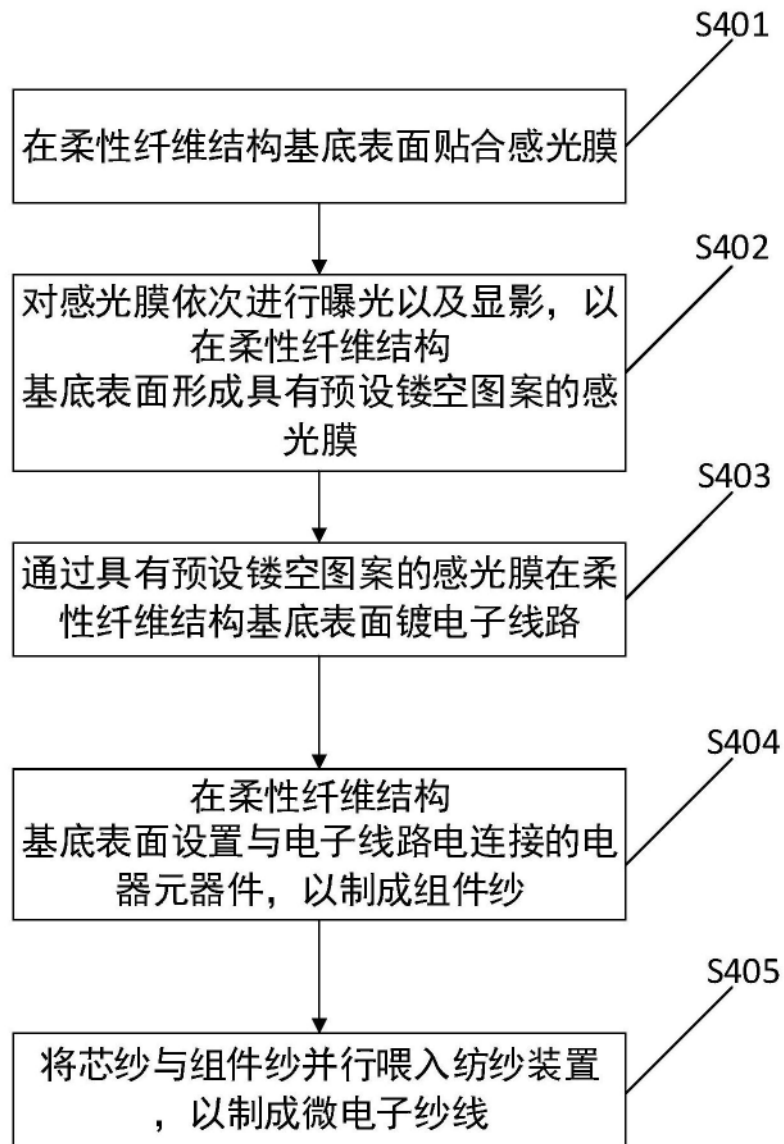 S401
在柔性纤维结构基底表面贴合感光膜
S402
对感光膜依次进行曝光以及显影，以
在柔性纤维结构
基底表面形成具有预设镂空图案的感
光膜
S403
通过具有预设镂空图案的感光膜在柔
性纤维结构基底表面镀电子线路
S404
在柔性纤维结构
基底表面设置与电子线路电连接的电
器元器件，以制成组件纱
S405
将芯纱与组件纱并行喂入纺纱装置
，以制成微电子纱线